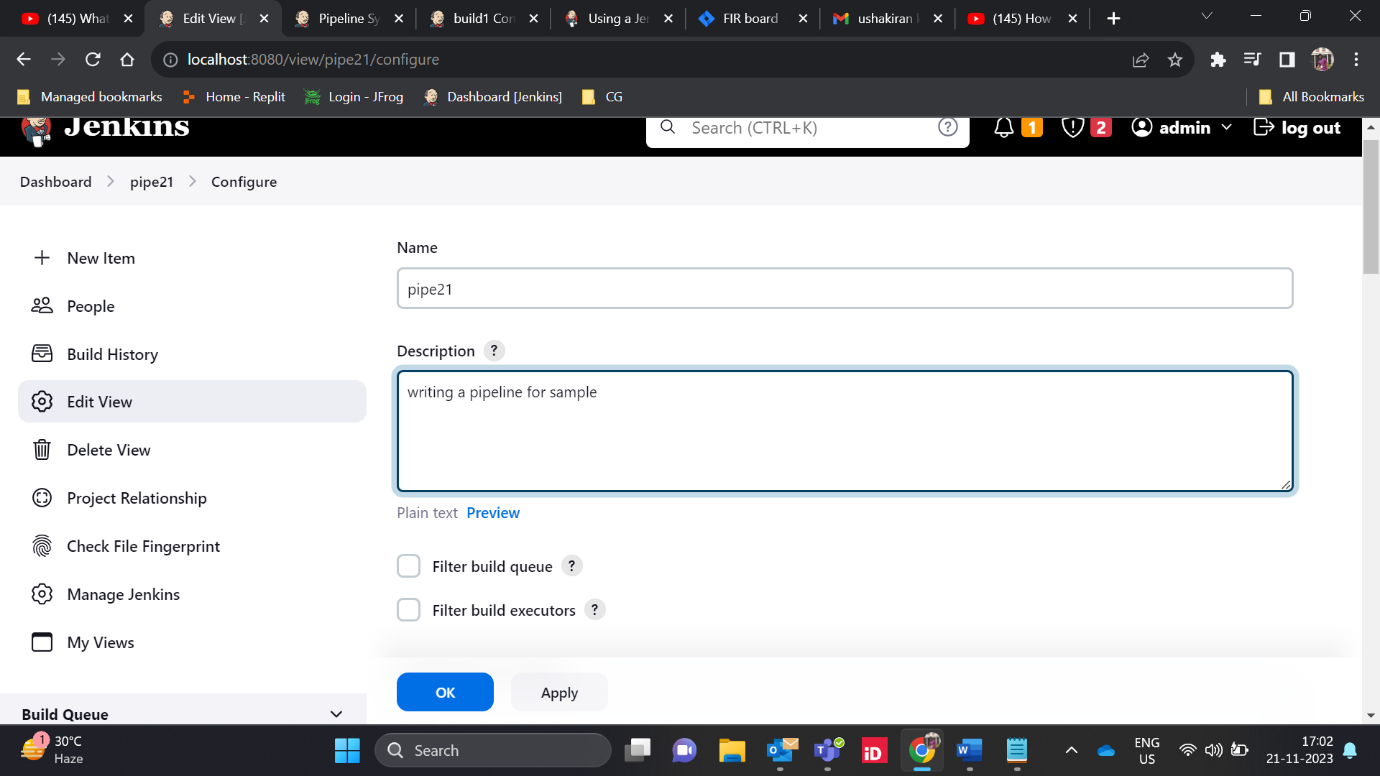 (145) What
Edit View [
Pipeline Sy
build1 Con
Using a Je
FIR board
ushakiran k
(145) How
localhost:8080/view/pipe21/configure
Managed bookmarks
Home - Replit
Login - JFrog
Dashboard [Jenkins]
CG
All Bookmarks
Jenkins
Search (CTRL+K)
?
1
2
admin
log out
Dashboard > pipe21 > Configure
New Item
People
Build History
Edit View
Delete View
Project Relationship
Check File Fingerprint
Manage Jenkins
My Views
Build Queue
Name
pipe21
Description ?
writing a pipeline for sample
Plain text Preview
Filter build queue ?
Filter build executors ?
OK
Apply
1
30°C
Haze
Search
iD
ENG
US
17:02
21-11-2023